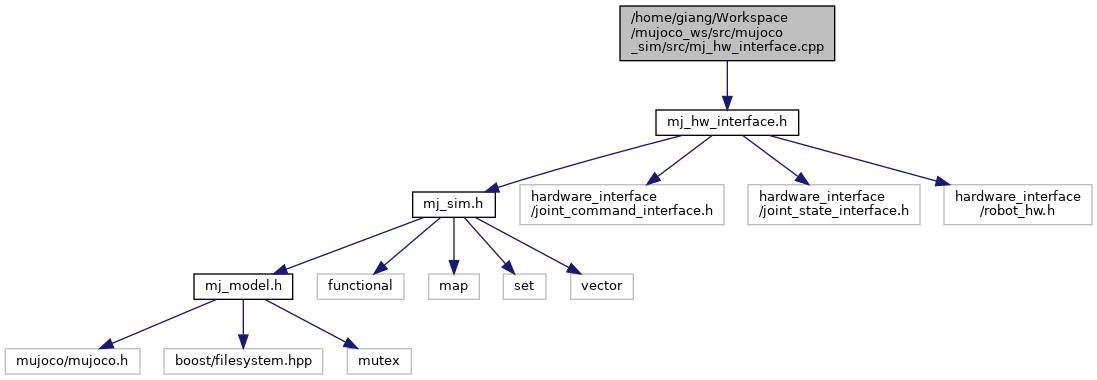 /home/giang/Workspace
/mujoco_ws/src/mujoco
_sim/src/mj_hw_interface.cpp
mj_hw_interface.h
mj_sim.h
hardware_interface
/joint_command_interface.h
hardware_interface
/joint_state_interface.h
hardware_interface
/robot_hw.h
mj_model.h
functional
map
set
vector
mujoco/mujoco.h
boost/filesystem.hpp
mutex